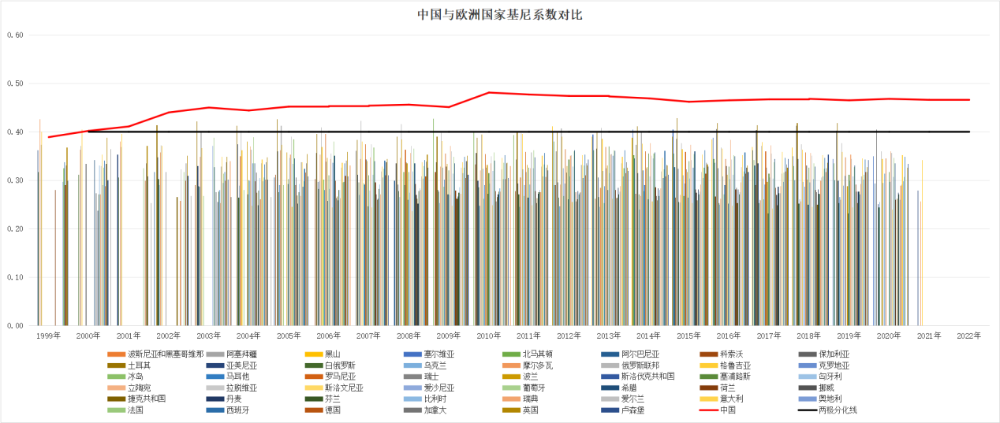 中国与欧洲国家基尼系数对比
0.60
0.50
0.40
0.30
0.20
0.10
0.00
1999年 2000年 2001年 2002年 2003年 2004年 2005年 2006年 2007年 2008年 2009年 2010年 2011年 2012年 2013年 2014年 2015年 2016年 2017年 2018年 2019年 2020年 2021年 2022年
波斯尼亚和黑塞哥维那 阿塞拜疆 黑山 塞尔维亚 北马其顿 阿尔巴尼亚 科索沃 保加利亚
土耳其 亚美尼亚 白俄罗斯 乌克兰 摩尔多瓦 俄罗斯联邦 格鲁吉亚 克罗地亚
冰岛 马耳他 罗马尼亚 瑞士 波兰 斯洛伐克共和国 塞浦路斯 匈牙利
立陶宛 拉脱维亚 斯洛文尼亚 爱沙尼亚 葡萄牙 希腊 荷兰 挪威
捷克共和国 丹麦 芬兰 比利时 瑞典 爱尔兰 意大利 奥地利
法国 西班牙 德国 加拿大 英国 卢森堡 中国 两极分化线